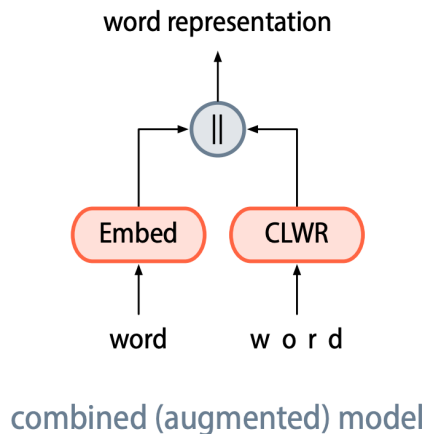 word representation
||
Embed CLWR
word w o r d
combined (augmented) model